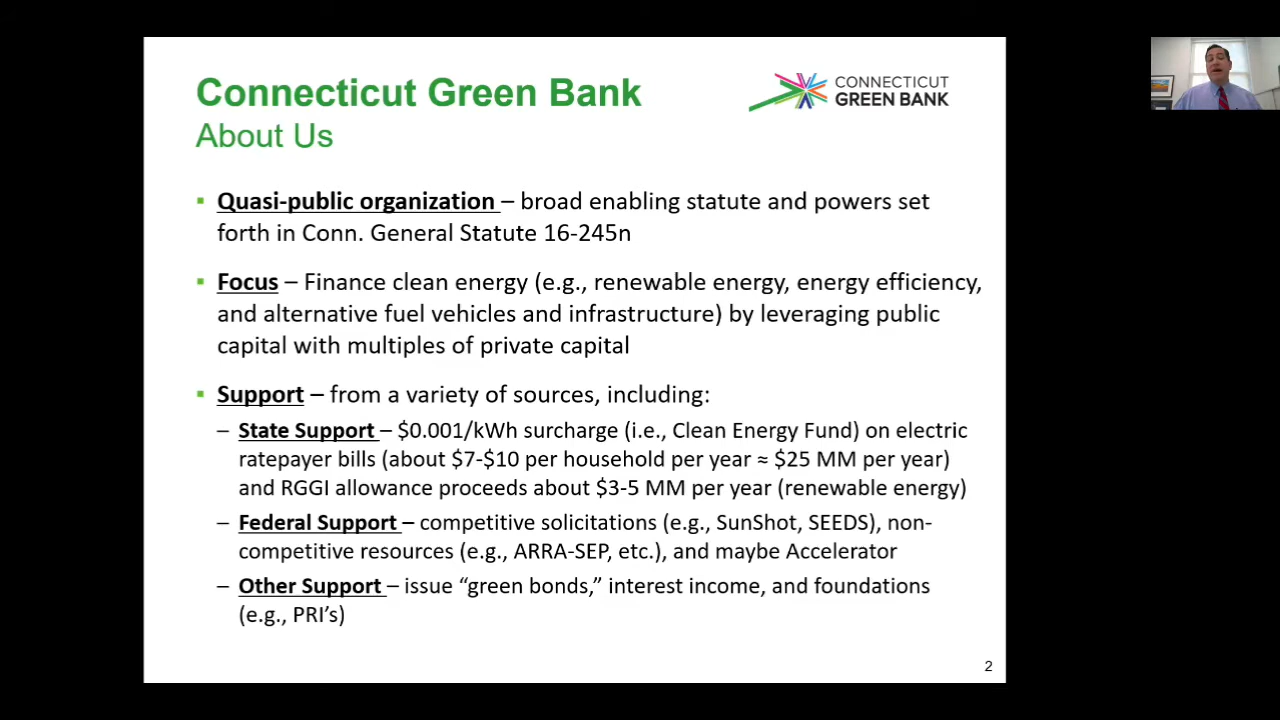 Connecticut Green Bank
About Us
CONNECTICUT
GREEN BANK
▪ Quasi-public organization – broad enabling statute and powers set
forth in Conn. General Statute 16-245n
▪ Focus – Finance clean energy (e.g., renewable energy, energy efficiency,
and alternative fuel vehicles and infrastructure) by leveraging public
capital with multiples of private capital
▪ Support – from a variety of sources, including:
– State Support – $0.001/kWh surcharge (i.e., Clean Energy Fund) on electric
ratepayer bills (about $7-$10 per household per year ≈ $25 MM per year)
and RGGI allowance proceeds about $3-5 MM per year (renewable energy)
– Federal Support – competitive solicitations (e.g., SunShot, SEEDS), non-
competitive resources (e.g., ARRA-SEP, etc.), and maybe Accelerator
– Other Support – issue “green bonds,” interest income, and foundations
(e.g., PRI’s)
2